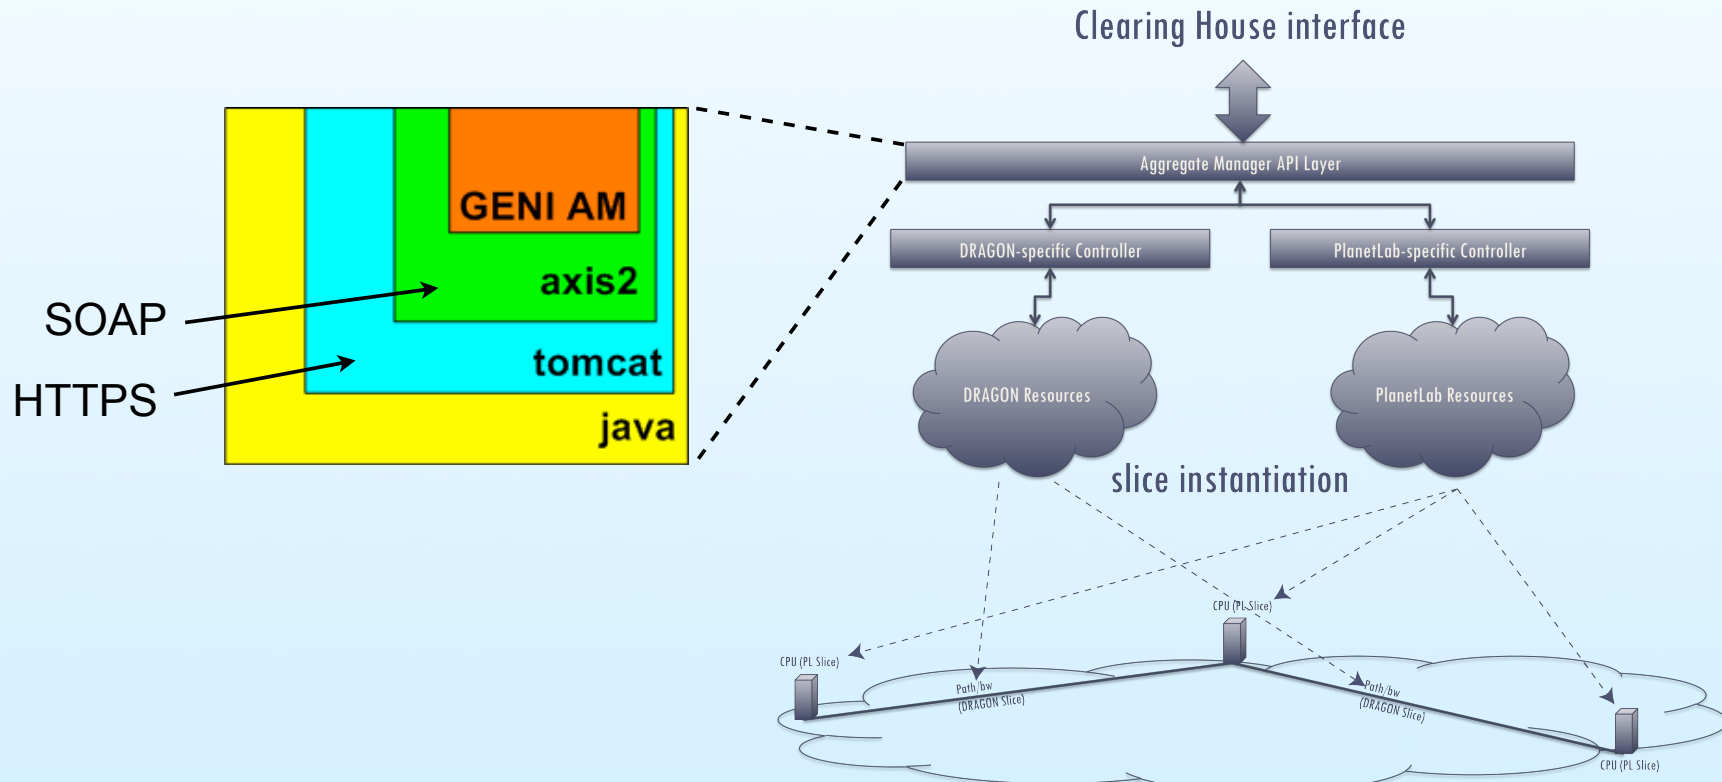 Clearing House interface
Aggregate Manager API Layer
DRAGON-specific Controller
PlanetLab-specific Controller
GENI AM
axis2
tomcat
java
SOAP
HTTPS
DRAGON Resources
PlanetLab Resources
slice instantiation
CPU (PL Slice)
CPU (PL Slice)
Path/bw
(DRAGON Slice)
Path/bw
(DRAGON Slice)
CPU (PL Slice)